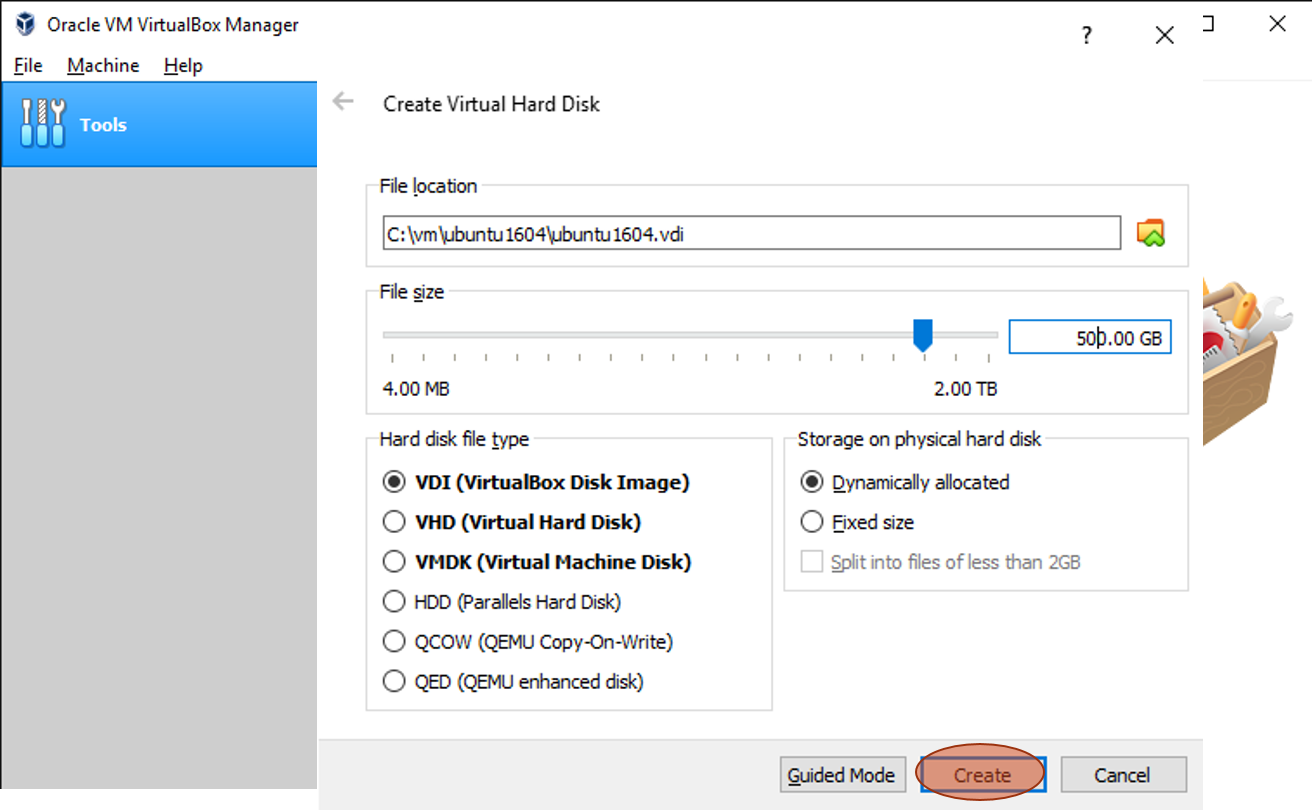 Oracle VM VirtualBox Manager
File Machine Help
Tools
?
Create Virtual Hard Disk
File location
C:\vm\ubuntu1604\ubuntu1604.vdi
File size
500.00 GB
4.00 MB 2.00 TB
Hard disk file type
VDI (VirtualBox Disk Image)
VHD (Virtual Hard Disk)
VMDK (Virtual Machine Disk)
HDD (Parallels Hard Disk)
QCOW (QEMU Copy-On-Write)
QED (QEMU enhanced disk)
Storage on physical hard disk
Dynamically allocated
Fixed size
Split into files of less than 2GB
Guided Mode Create Cancel